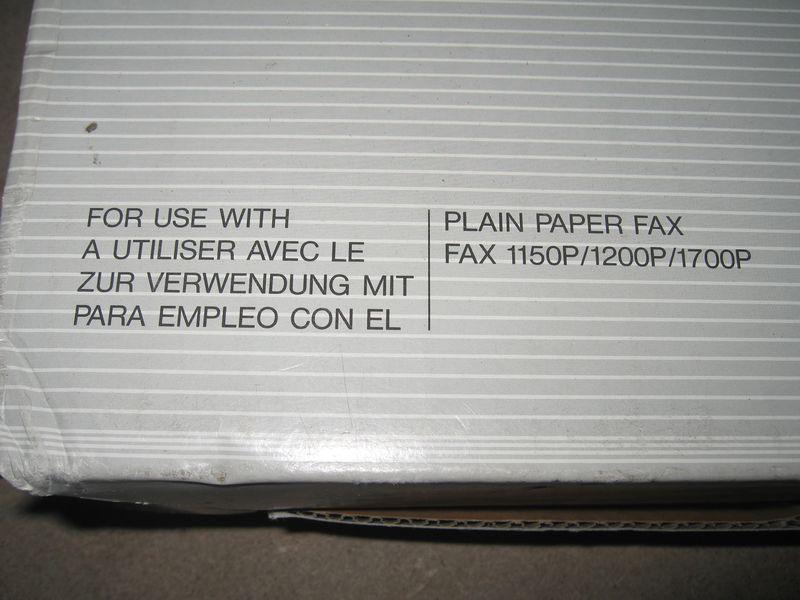 FOR USE WITH
A UTILISER AVEC LE
ZUR VERWENDUNG MIT
PARA EMPLEO CON EL
PLAIN PAPER FAX
FAX 1150P/1200P/1700P